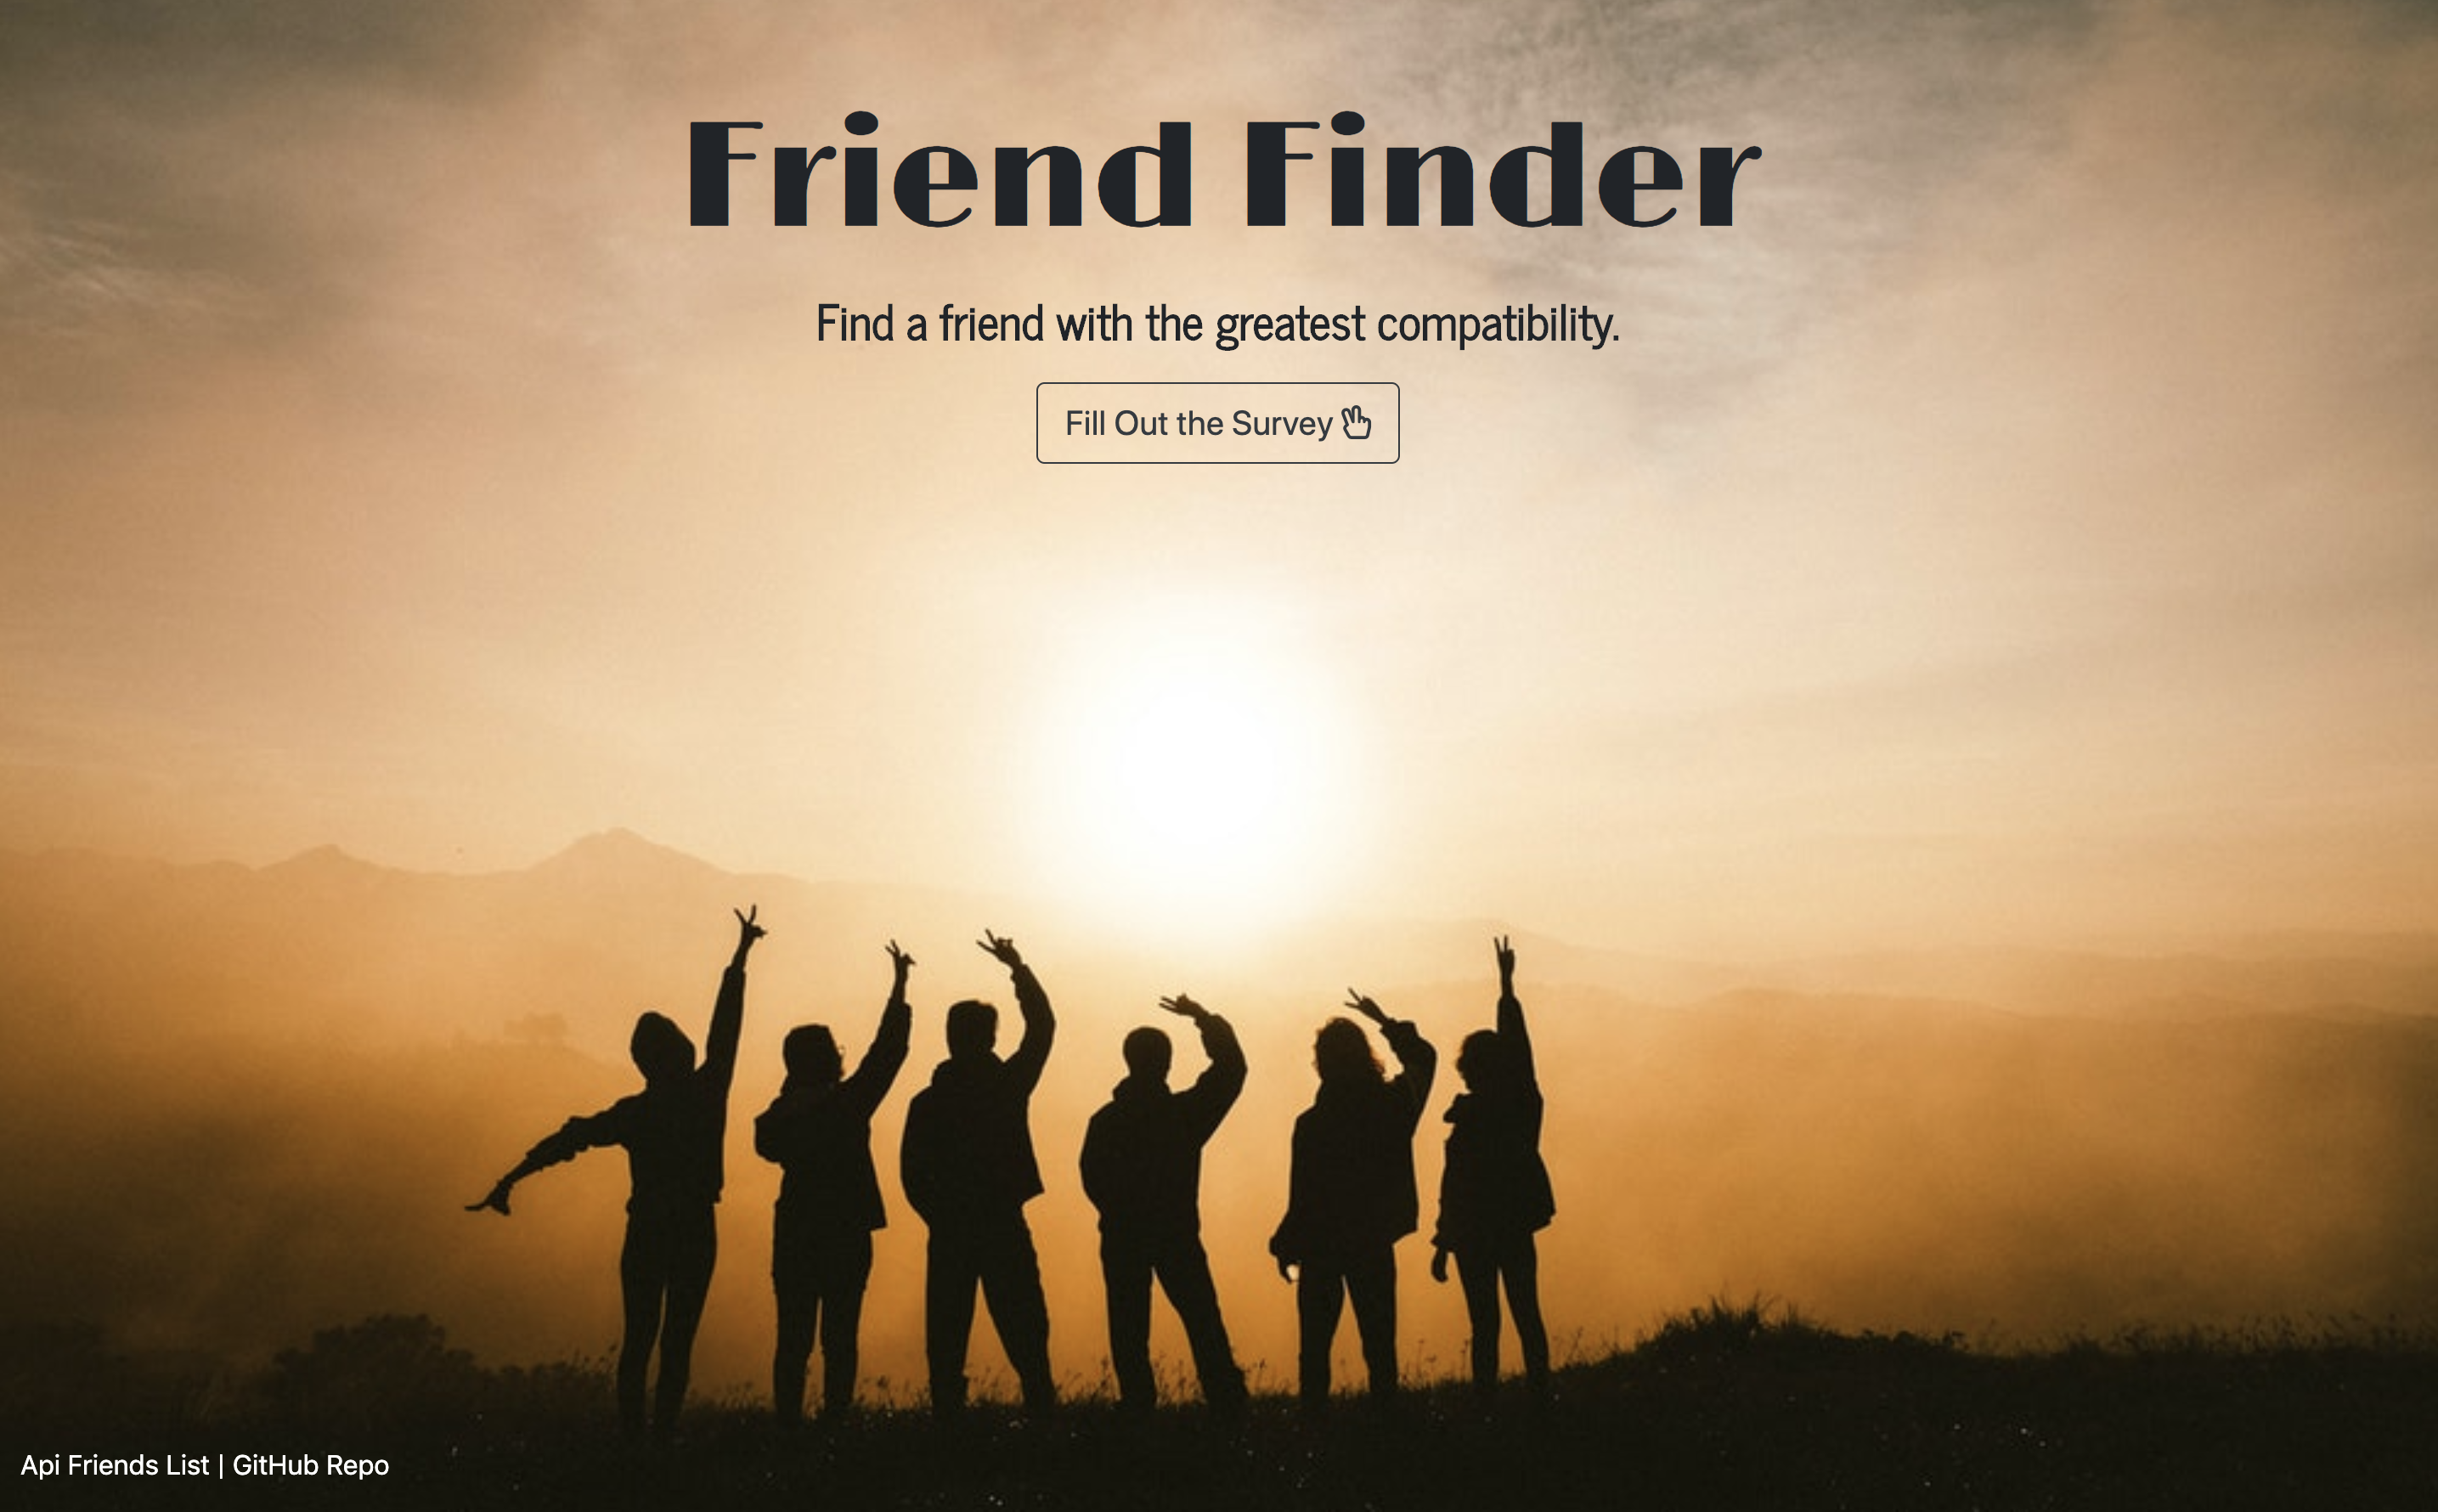 Friend Finder
Find a friend with the greatest compatibility.
Fill Out the Survey
Api Friends List | GitHub Repo